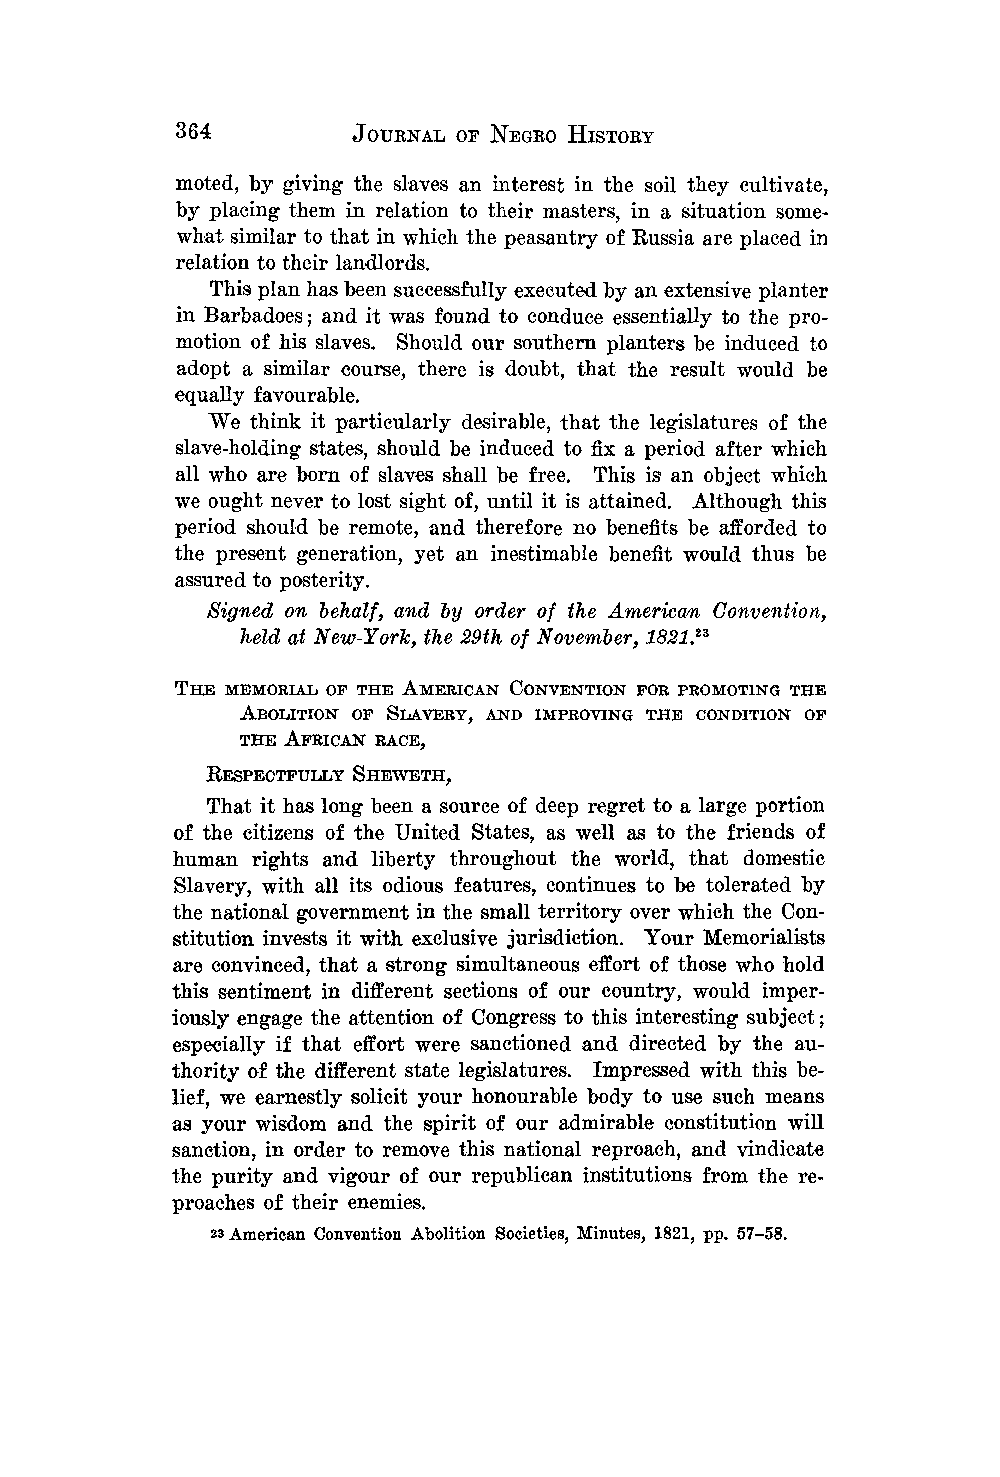 364 JOURNAL OF NEGRO HISTORY
moted, by giving the slaves an interest in the soil they cultivate,
by placing them in relation to their masters, in a situation some-
what similar to that in which the peasantry of Russia are placed in
relation to their landlords.
This plan has been successfully executed by an extensive planter
in Barbadoes; and it was found to conduce essentially to the pro-
motion of his slaves. Should our southern planters be induced to
adopt a similar course, there is doubt, that the result would be
equally favourable.
We think it particularly desirable, that the legislatures of the
slave-holding states, should be induced to fix a period after which
all who are born of slaves shall be free. This is an object which
we ought never to lost sight of, until it is attained. Although this
period should be remote, and therefore no benefits be afforded to
the present generation, yet an inestimable benefit would thus be
assured to posterity.
Signed on behalf, and by order of the American Convention,
held at New-York, the 29th of November, 1821.23
THE MEMORIAL OF THE AMERICAN CONVENTION FOR PROMOTING THE
ABOLITION OF SLAVERY, AND IMPROVING THE CONDITION OF
THE AFRICAN RACE,
RESPECTFULLY SHEWETH,
That it has long been a source of deep regret to a large portion
of the citizens of the United States, as well as to the friends of
human rights and liberty throughout the world, that domestic
Slavery, with all its odious features, continues to be tolerated by
the national government in the small territory over which the Con-
stitution invests it with exclusive jurisdiction. Your Memorialists
are convinced, that a strong simultaneous effort of those who hold
this sentiment in different sections of our country, would imper-
iously engage the attention of Congress to this interesting subject;
especially if that effort were sanctioned and directed by the au-
thority of the different state legislatures. Impressed with this be-
lief, we earnestly solicit your honourable body to use such means
as your wisdom and the spirit of our admirable constitution will
sanction, in order to remove this national reproach, and vindicate
the purity and vigour of our republican institutions from the re-
proaches of their enemies.
23 American Convention Abolition Societies, Minutes, 1821, pp. 57–58.